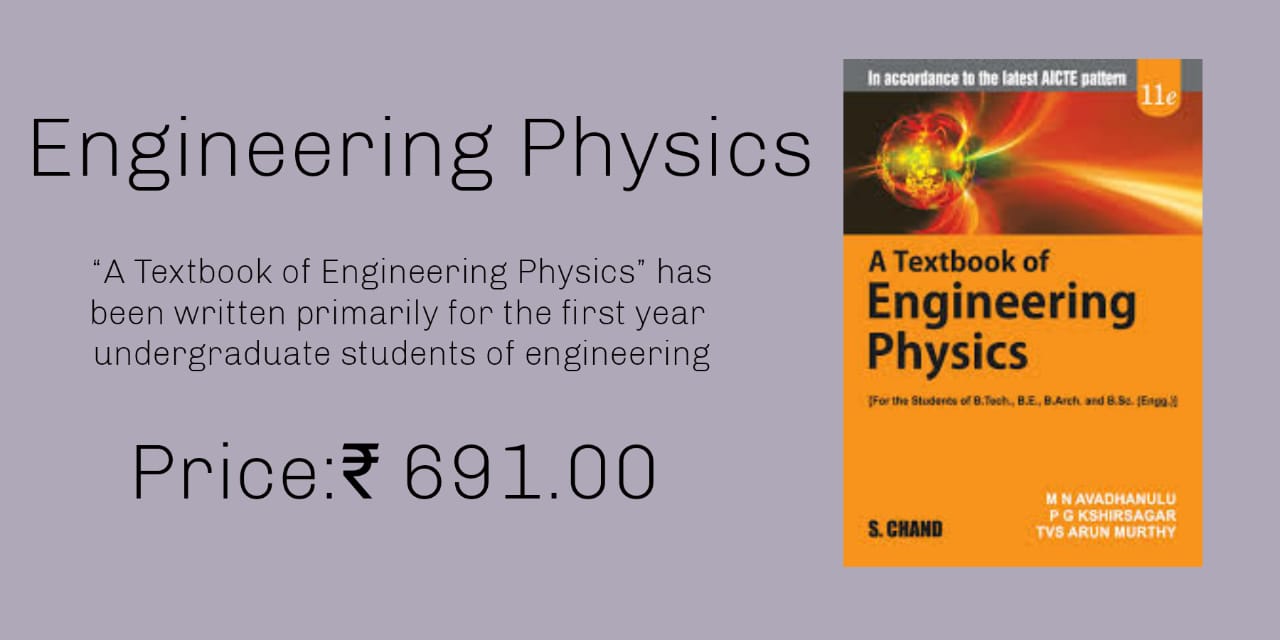 Engineering Physics
“A Textbook of Engineering Physics” has
been written primarily for the first year
undergraduate students of engineering
Price:₹ 691.00
In accordance to the latest AICTE pattern
11e
A Textbook of
Engineering
Physics
[For the Students of B.Tech., B.E., B.Arch. and B.Sc. (Engg.)]
M N AVADHANULU
P G KSHIRSAGAR
TVS ARUN MURTHY
S. CHAND